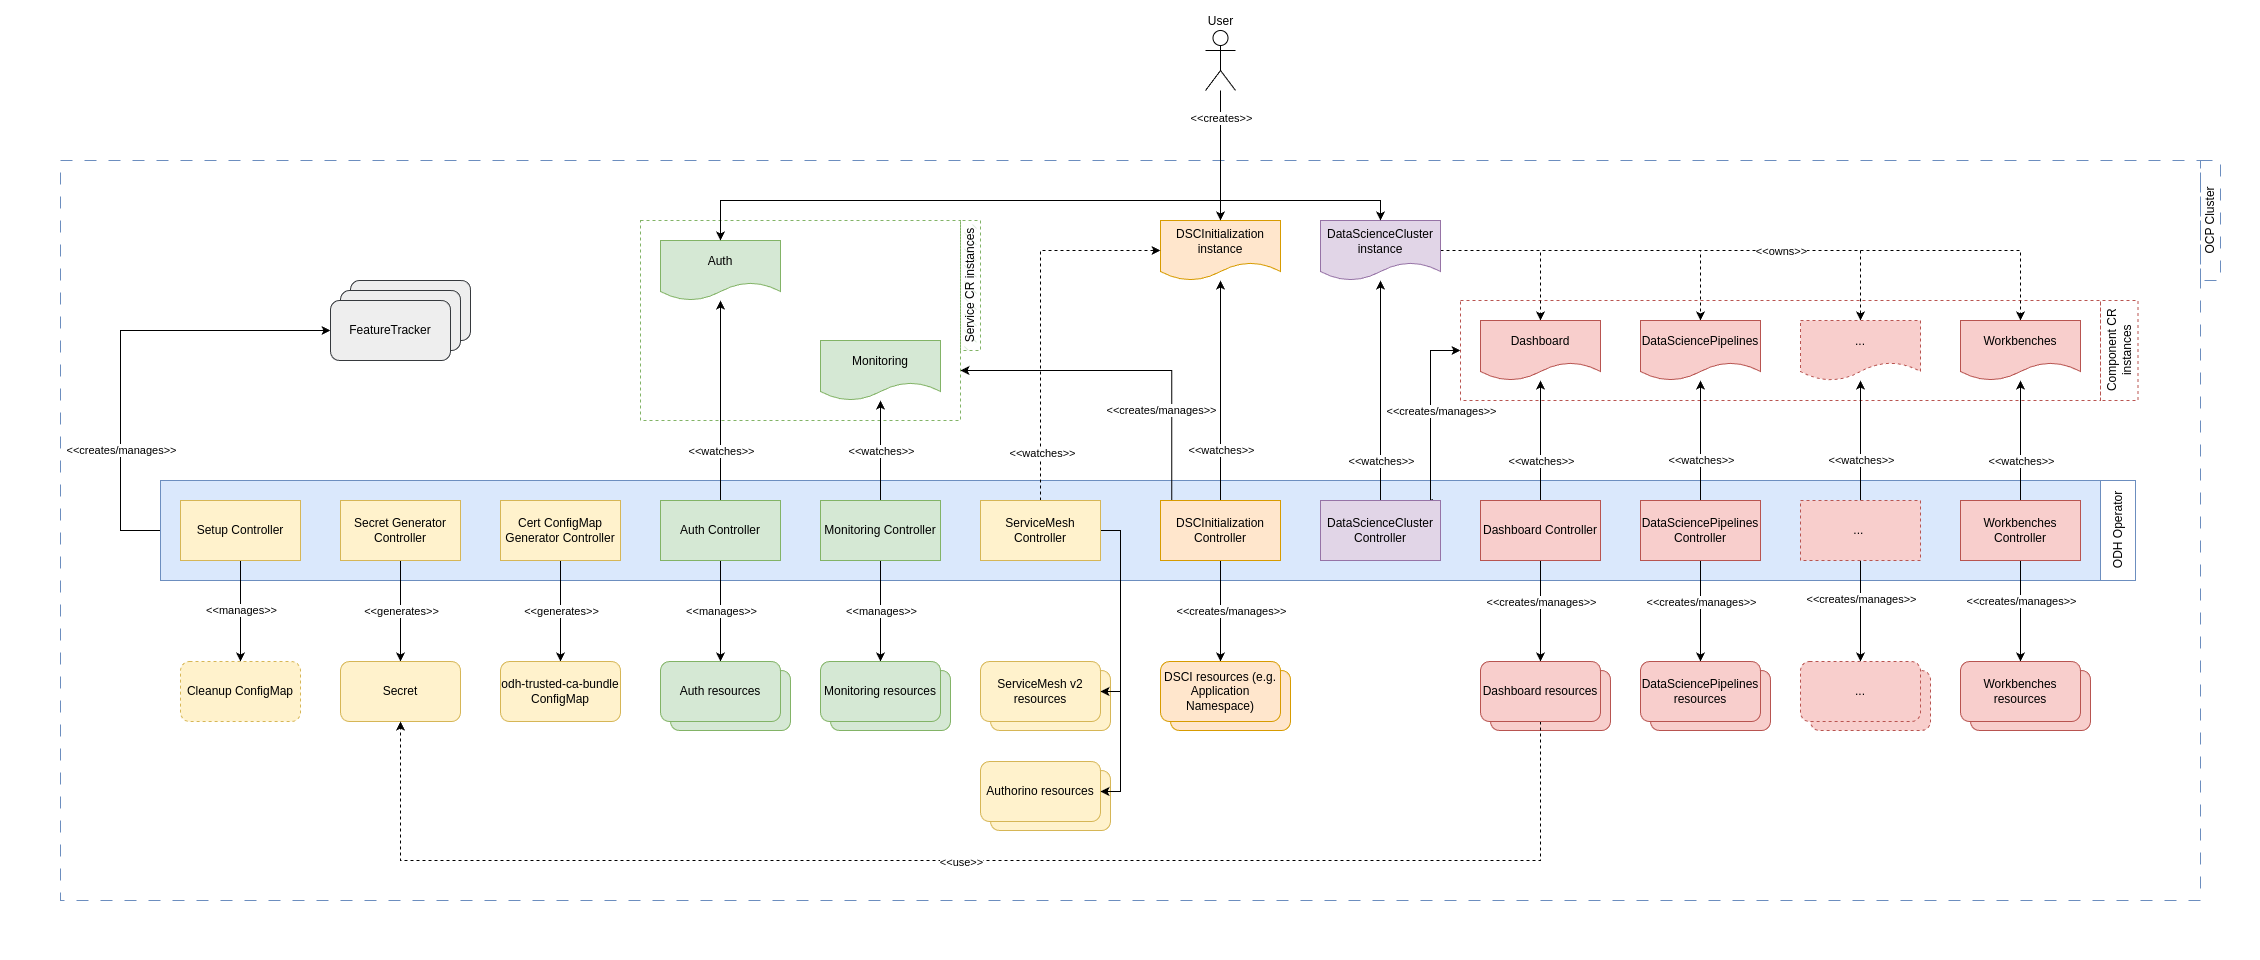 User
<<creates>>
OCP Cluster
Auth
Monitoring
Service CR instances
DSCInitialization
instance
DataScienceCluster
instance
<<owns>>
FeatureTracker
Dashboard
DataSciencePipelines
...
Workbenches
Component CR
instances
<<creates/manages>>
<<watches>>
<<watches>>
<<watches>>
<<creates/manages>>
<<watches>>
<<watches>>
<<creates/manages>>
<<watches>>
<<watches>>
<<watches>>
<<watches>>
Setup Controller
Secret Generator
Controller
Cert ConfigMap
Generator Controller
Auth Controller
Monitoring Controller
ServiceMesh
Controller
DSCInitialization
Controller
DataScienceCluster
Controller
Dashboard Controller
DataSciencePipelines
Controller
...
Workbenches
Controller
ODH Operator
<<manages>>
<<generates>>
<<generates>>
<<manages>>
<<manages>>
<<creates/manages>>
<<creates/manages>>
<<creates/manages>>
<<creates/manages>>
<<creates/manages>>
Cleanup ConfigMap
Secret
odh-trusted-ca-bundle
ConfigMap
Auth resources
Monitoring resources
ServiceMesh v2
resources
DSCI resources (e.g.
Application
Namespace)
Dashboard resources
DataSciencePipelines
resources
...
Workbenches
resources
Authorino resources
<<use>>